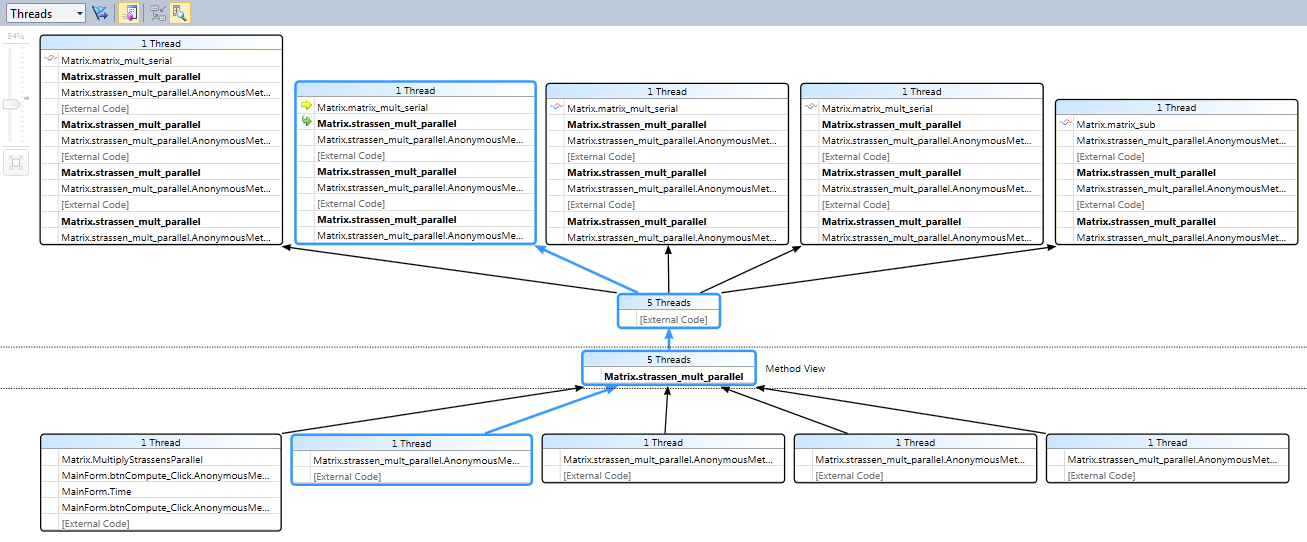 Threads
84%
1 Thread
Matrix.matrix_mult_serial
Matrix.strassen_mult_parallel
Matrix.strassen_mult_parallel.AnonymousMet...
[External Code]
Matrix.strassen_mult_parallel
Matrix.strassen_mult_parallel.AnonymousMet...
[External Code]
Matrix.strassen_mult_parallel
Matrix.strassen_mult_parallel.AnonymousMet...
[External Code]
Matrix.strassen_mult_parallel
Matrix.strassen_mult_parallel.AnonymousMet...
1 Thread
Matrix.matrix_mult_serial
Matrix.strassen_mult_parallel
Matrix.strassen_mult_parallel.AnonymousMet...
[External Code]
Matrix.strassen_mult_parallel
Matrix.strassen_mult_parallel.AnonymousMe...
[External Code]
Matrix.strassen_mult_parallel
Matrix.strassen_mult_parallel.AnonymousMet...
1 Thread
Matrix.matrix_mult_serial
Matrix.strassen_mult_parallel
Matrix.strassen_mult_parallel.AnonymousMet...
[External Code]
Matrix.strassen_mult_parallel
Matrix.strassen_mult_parallel.AnonymousMet...
[External Code]
Matrix.strassen_mult_parallel
Matrix.strassen_mult_parallel.AnonymousMet...
1 Thread
Matrix.matrix_mult_serial
Matrix.strassen_mult_parallel
Matrix.strassen_mult_parallel.AnonymousMet...
[External Code]
Matrix.strassen_mult_parallel
Matrix.strassen_mult_parallel.AnonymousMet...
[External Code]
Matrix.strassen_mult_parallel
Matrix.strassen_mult_parallel.AnonymousMet...
1 Thread
Matrix.matrix_sub
Matrix.strassen_mult_parallel.AnonymousMet...
[External Code]
Matrix.strassen_mult_parallel
Matrix.strassen_mult_parallel.AnonymousMet...
[External Code]
Matrix.strassen_mult_parallel
Matrix.strassen_mult_parallel.AnonymousMet...
5 Threads
[External Code]
5 Threads
Matrix.strassen_mult_parallel
Method View
1 Thread
Matrix.MultiplyStrassensParallel
MainForm.btnCompute_Click.AnonymousMe...
MainForm.Time
MainForm.btnCompute_Click.AnonymousMe...
[External Code]
1 Thread
Matrix.strassen_mult_parallel.AnonymousMe...
[External Code]
1 Thread
Matrix.strassen_mult_parallel.AnonymousMet...
[External Code]
1 Thread
Matrix.strassen_mult_parallel.AnonymousMet...
[External Code]
1 Thread
Matrix.strassen_mult_parallel.AnonymousMet...
[External Code]